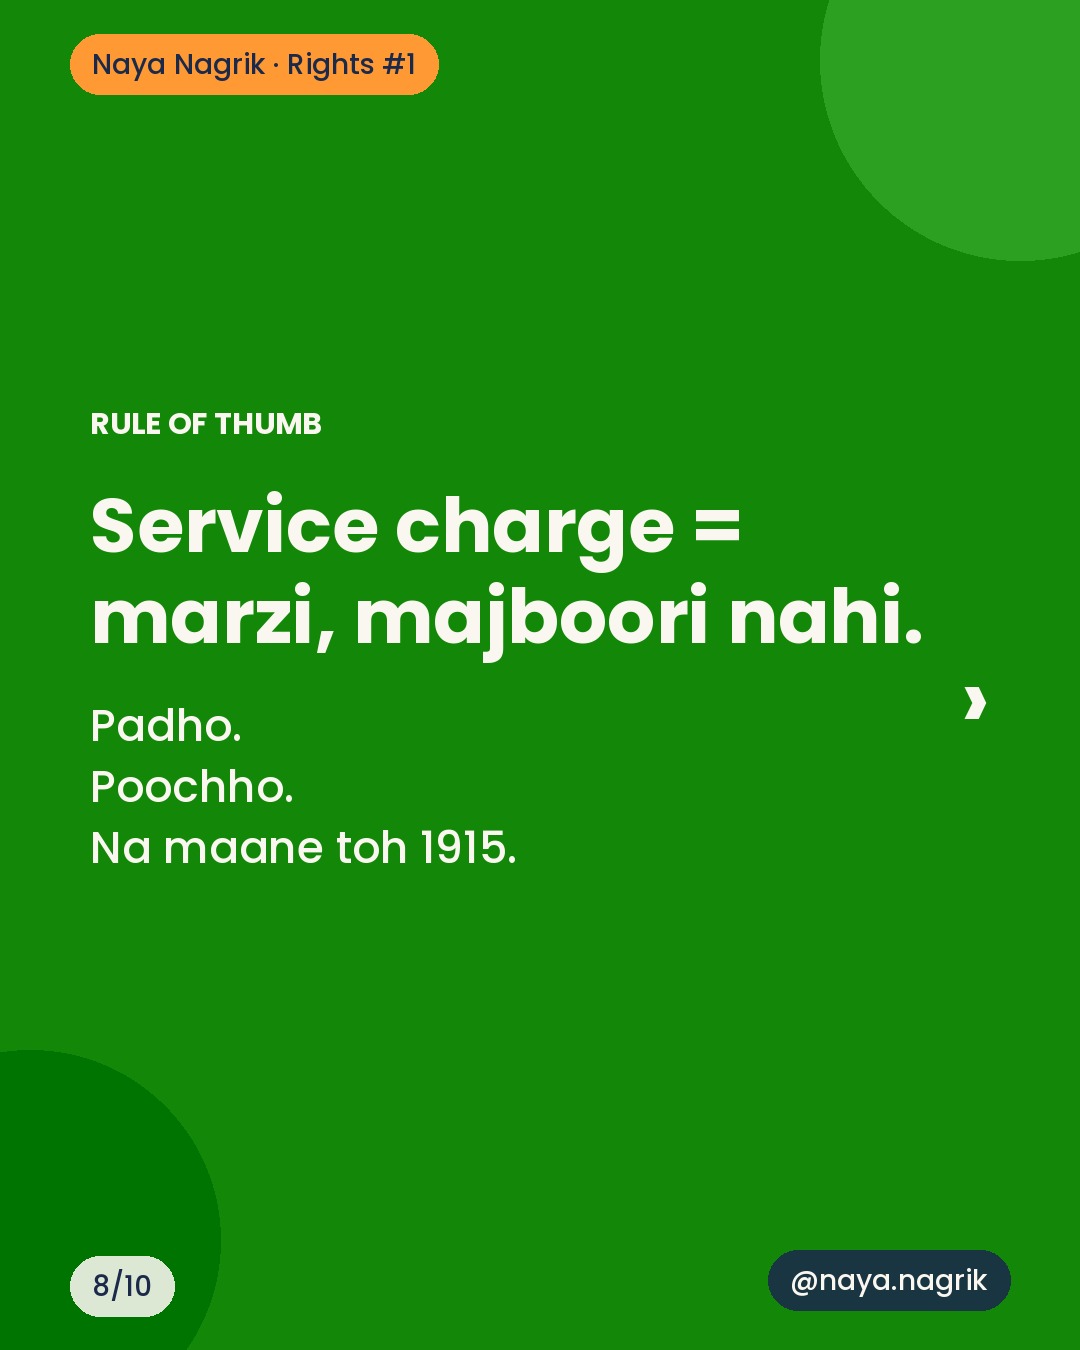 Naya Nagrik · Rights #1
RULE OF THUMB
Service charge =
marzi, majboori nahi.
Padho.
Poochho.
Na maane toh 1915.
8/10
@naya.nagrik